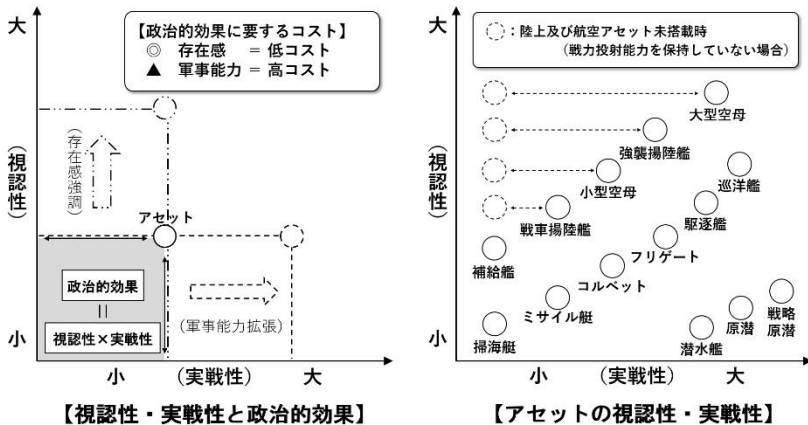 大
【政治的効果に要するコスト】
◎ 存在感 ＝ 低コスト
▲ 軍事能力 ＝ 高コスト
(視認性)
(存在感強調)
アセット
政治的効果
||
視認性×実戦性
(軍事能力拡張)
小
小 (実戦性) 大
【視認性・実戦性と政治的効果】
大
：陸上及び航空アセット未搭載時
(戦力投射能力を保持していない場合)
(視認性)
大型空母
強襲揚陸艦
小型空母
巡洋艦
戦車揚陸艦
駆逐艦
補給艦
フリゲート
コルベット
ミサイル艇
掃海艇
潜水艦
原潜
戦略
原潜
小
小 (実戦性) 大
【アセットの視認性・実戦性】